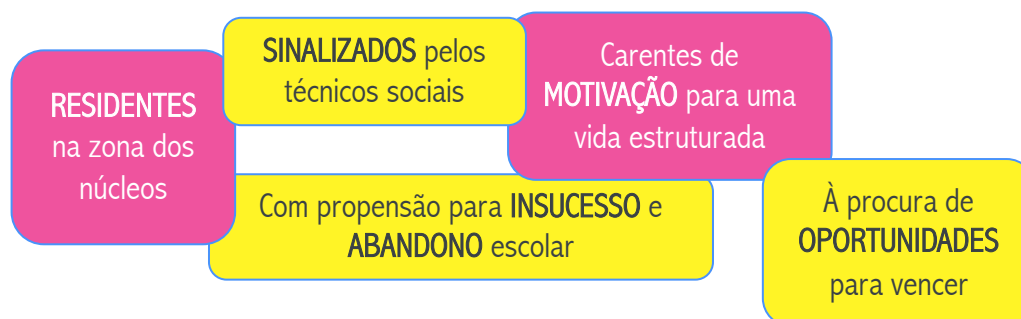 RESIDENTES
na zona dos
núcleos
SINALIZADOS pelos
técnicos sociais
Carentes de
MOTIVAÇÃO para uma
vida estruturada
Com propensão para INSUCESSO e
ABANDONO escolar
À procura de
OPORTUNIDADES
para vencer